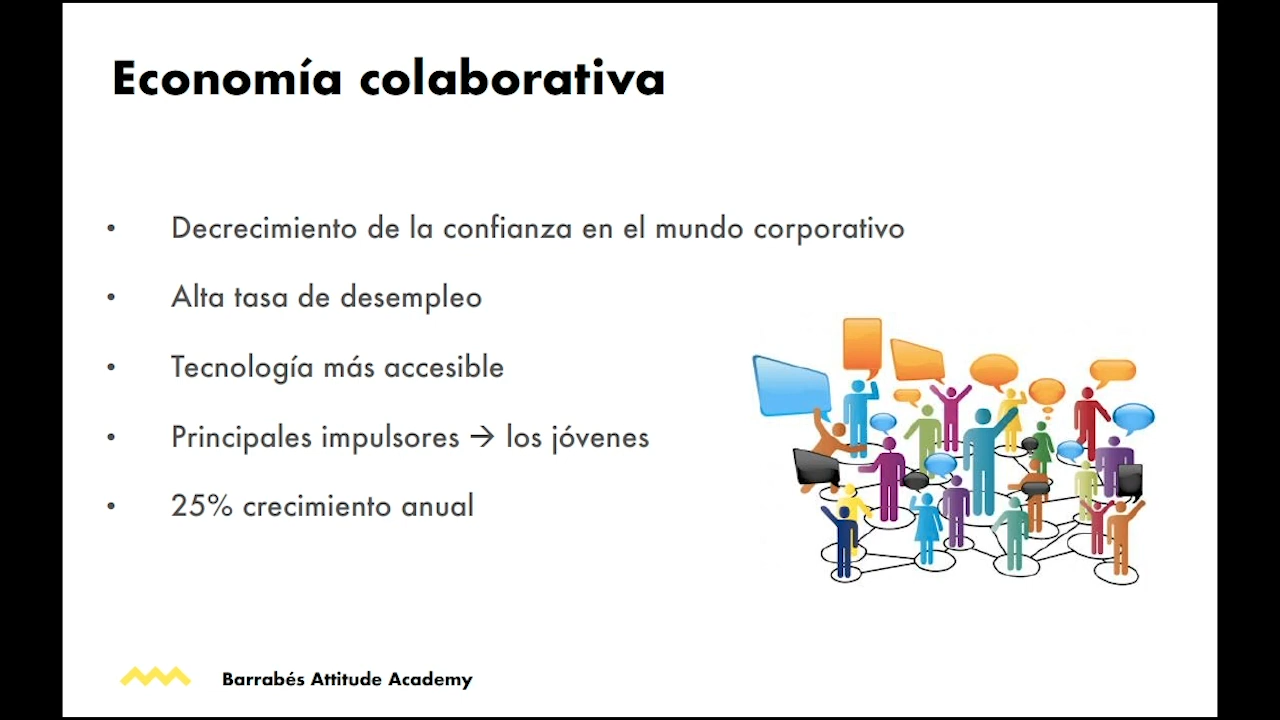 Economía colaborativa
• Decrecimiento de la confianza en el mundo corporativo
• Alta tasa de desempleo
• Tecnología más accesible
• Principales impulsores → los jóvenes
• 25% crecimiento anual
Barrabés Attitude Academy